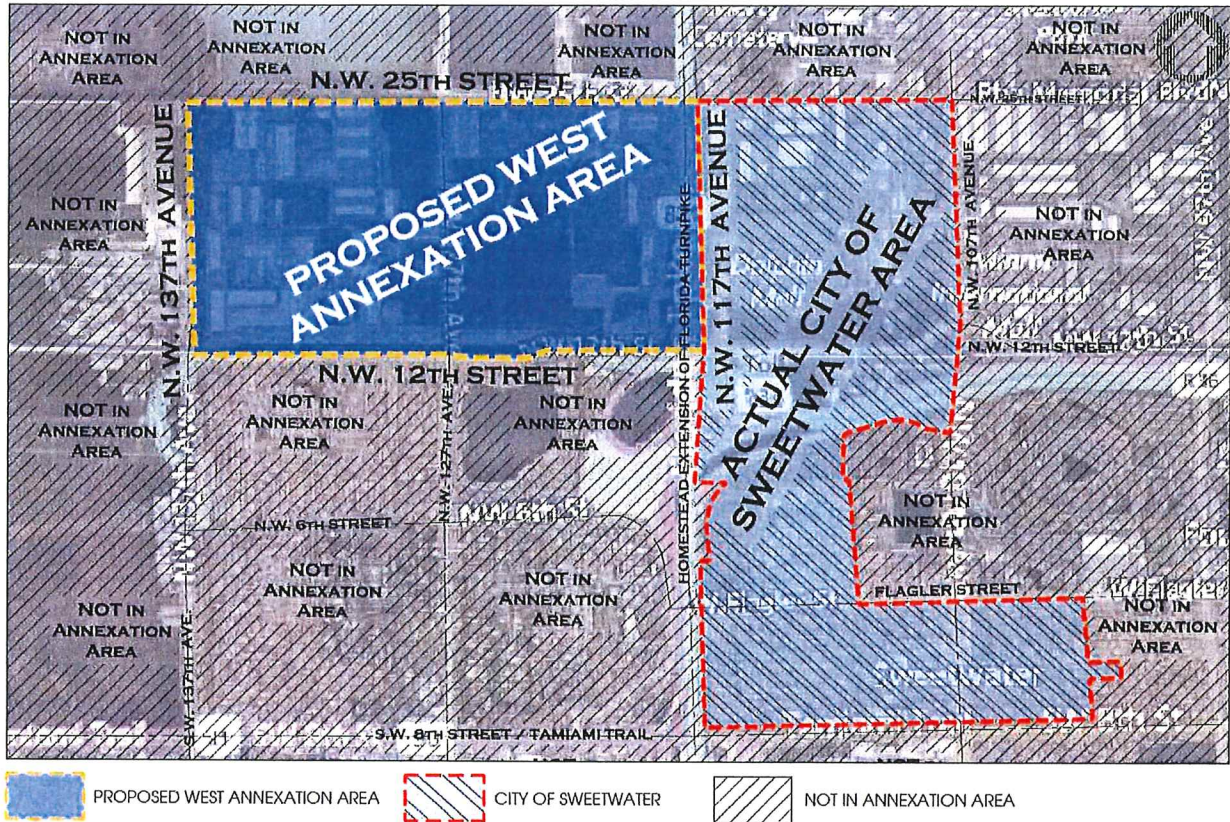 NOT IN
ANNEXATION
AREA
NOT IN
ANNEXATION
AREA
NOT IN
ANNEXATION
AREA
NOT IN
ANNEXATION
AREA
NOT IN
ANNEXATION
AREA
N.W. 25TH STREET
N.W. 25TH STREET
N.W. 137TH AVENUE
PROPOSED WEST
ANNEXATION AREA
HOMESTEAD EXTENSION OF FLORIDA TURNPIKE
N.W. 117TH AVENUE
ACTUAL CITY OF
SWEETWATER AREA
N.W. 107TH AVENUE
NOT IN
ANNEXATION
AREA
NOT IN
ANNEXATION
AREA
N.W. 12TH STREET
N.W. 12TH STREET
NOT IN
ANNEXATION
AREA
NOT IN
ANNEXATION
AREA
N.W. 127TH AVE.
NOT IN
ANNEXATION
AREA
NOT IN
ANNEXATION
AREA
N.W. 6TH STREET
NOT IN
ANNEXATION
AREA
NOT IN
ANNEXATION
AREA
NOT IN
ANNEXATION
AREA
FLAGLER STREET
NOT IN
ANNEXATION
AREA
S.W. 137TH AVE.
Sweetwater
S.W. 8TH STREET / TAMIAMI TRAIL
PROPOSED WEST ANNEXATION AREA
CITY OF SWEETWATER
NOT IN ANNEXATION AREA